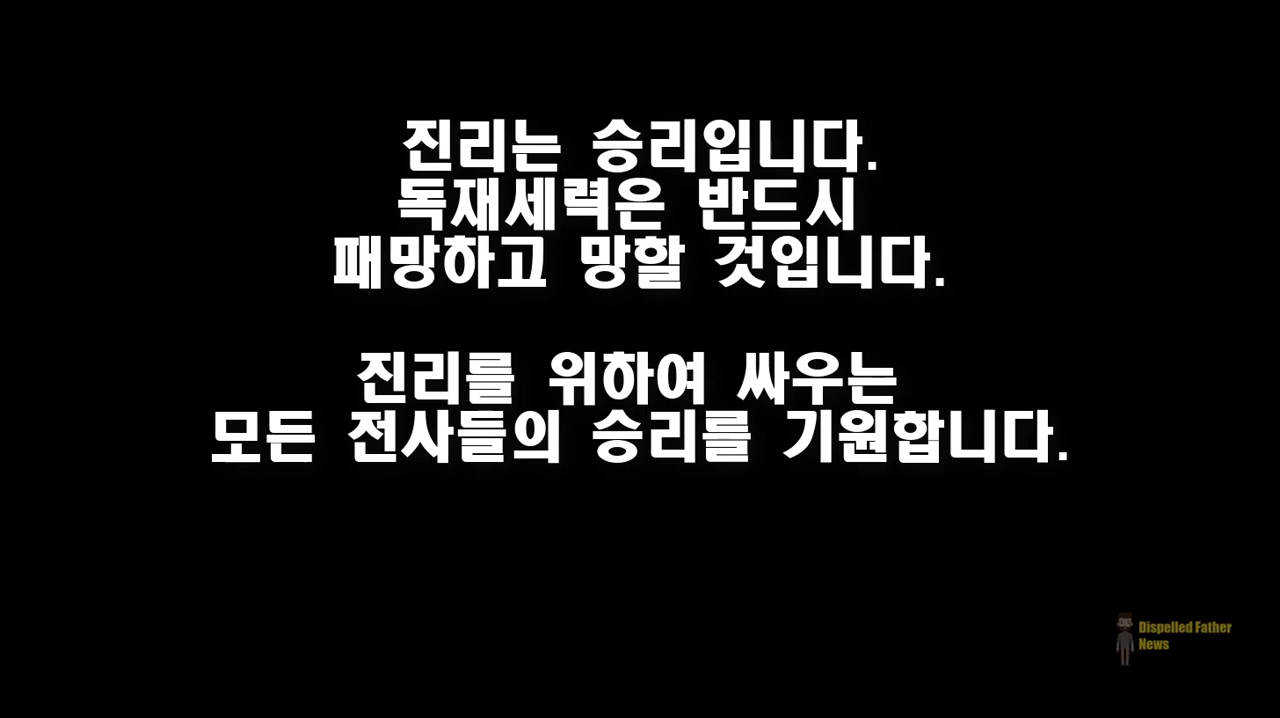 진리는 승리입니다.
독재세력은 반드시
패망하고 망할 것입니다.
진리를 위하여 싸우는
모든 전사들의 승리를 기원합니다.
Dispelled Father
News